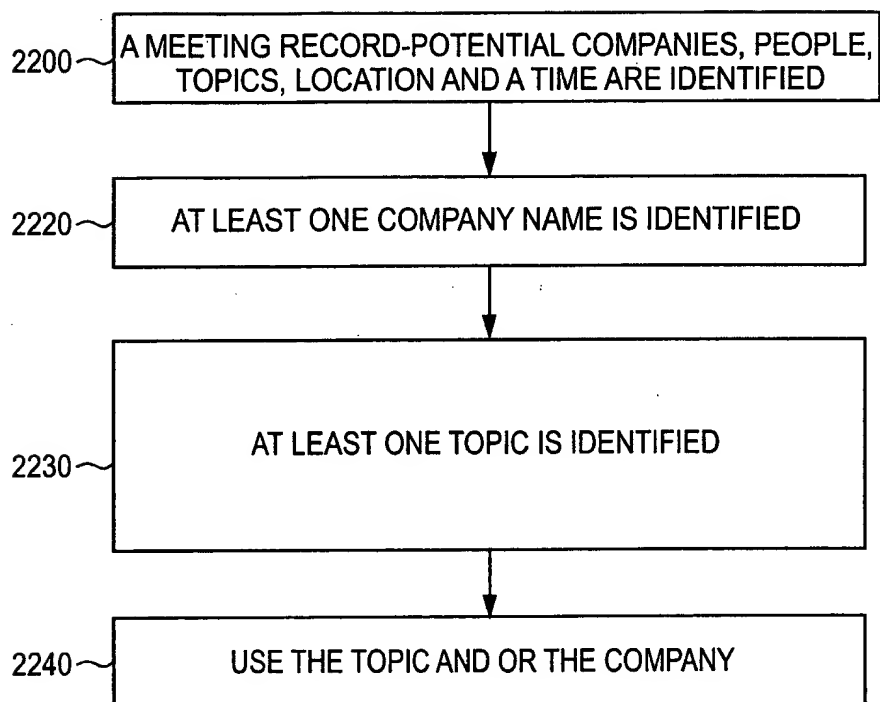 2200 A MEETING RECORD-POTENTIAL COMPANIES, PEOPLE,
TOPICS, LOCATION AND A TIME ARE IDENTIFIED
2220 AT LEAST ONE COMPANY NAME IS IDENTIFIED
AT LEAST ONE TOPIC IS IDENTIFIED
2230
2240 USE THE TOPIC AND OR THE COMPANY